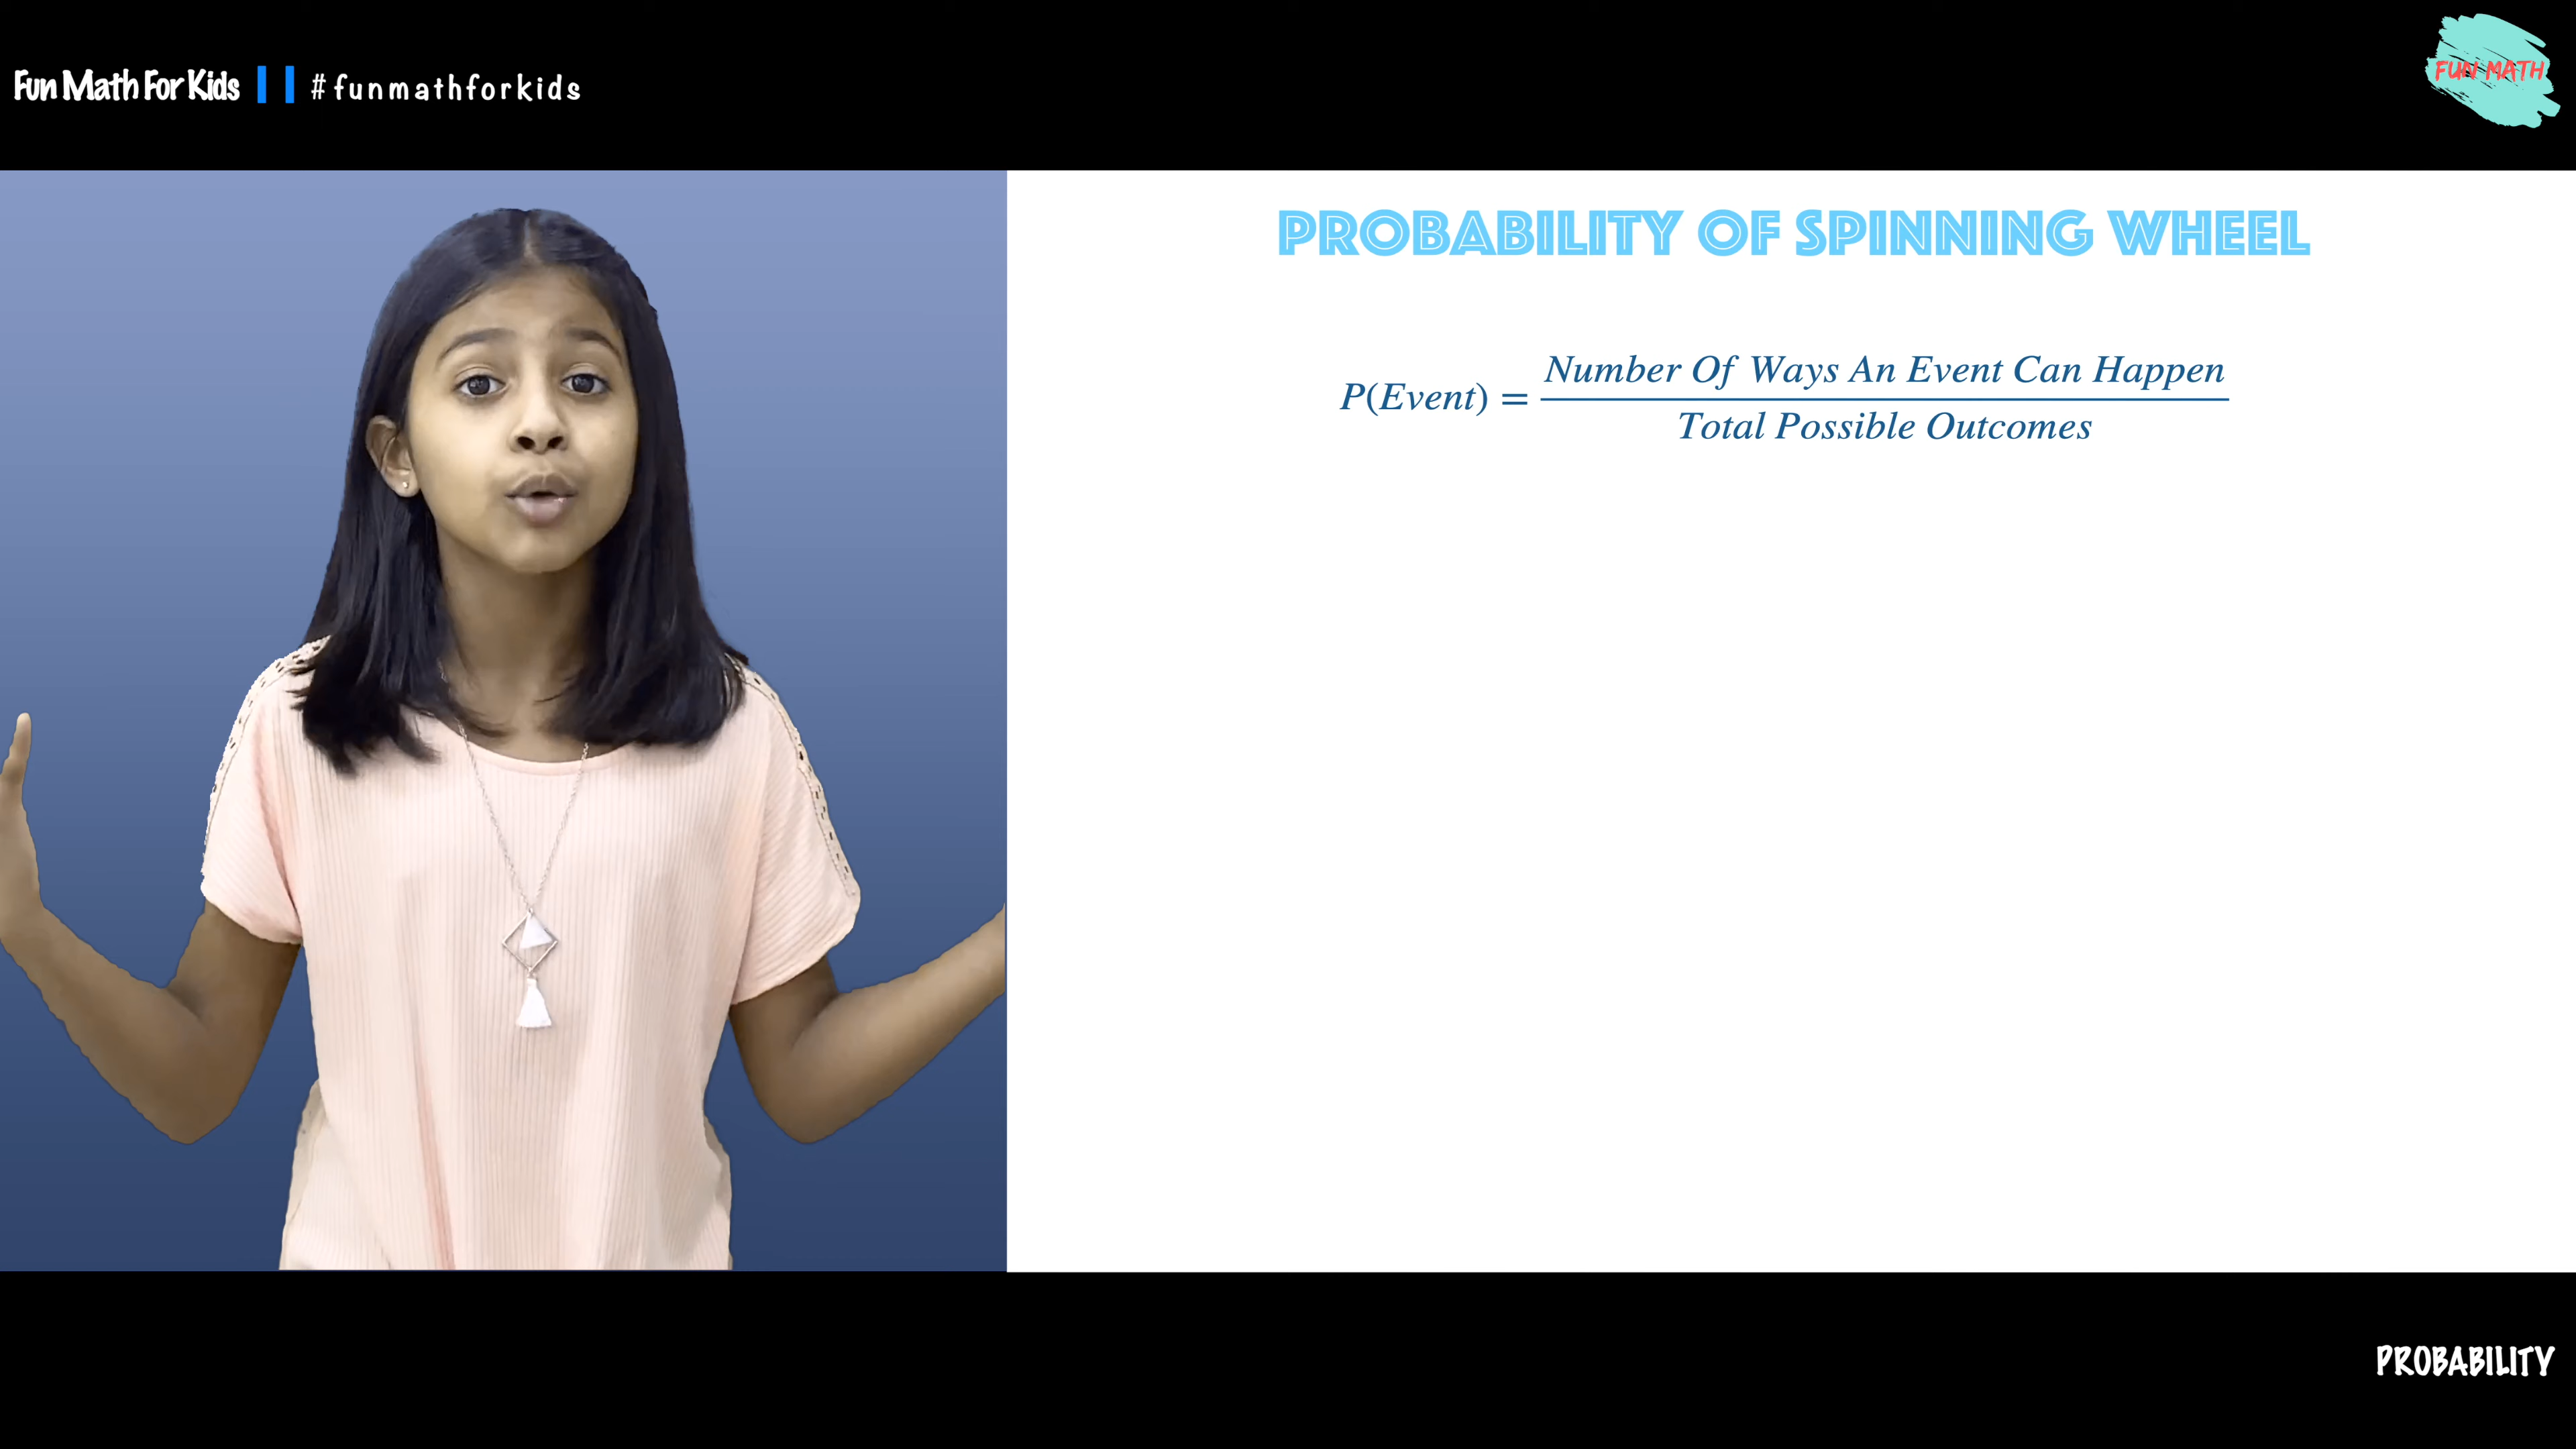 Fun Math For Kids || #funmathforkids
FUN MATH
PROBABILITY OF SPINNING WHEEL
P(Event) = Number Of Ways An Event Can Happen
Total Possible Outcomes
PROBABILITY